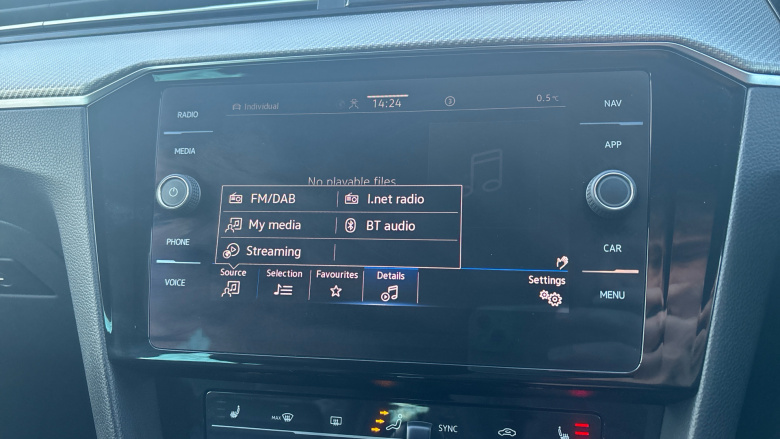 Individual 14:24 0.5°C
RADIO
MEDIA
PHONE
VOICE
No playable files
FM/DAB I.net radio
My media BT audio
Streaming
Source Selection Favourites Details Settings
NAV
APP
CAR
MENU
MAX SYNC